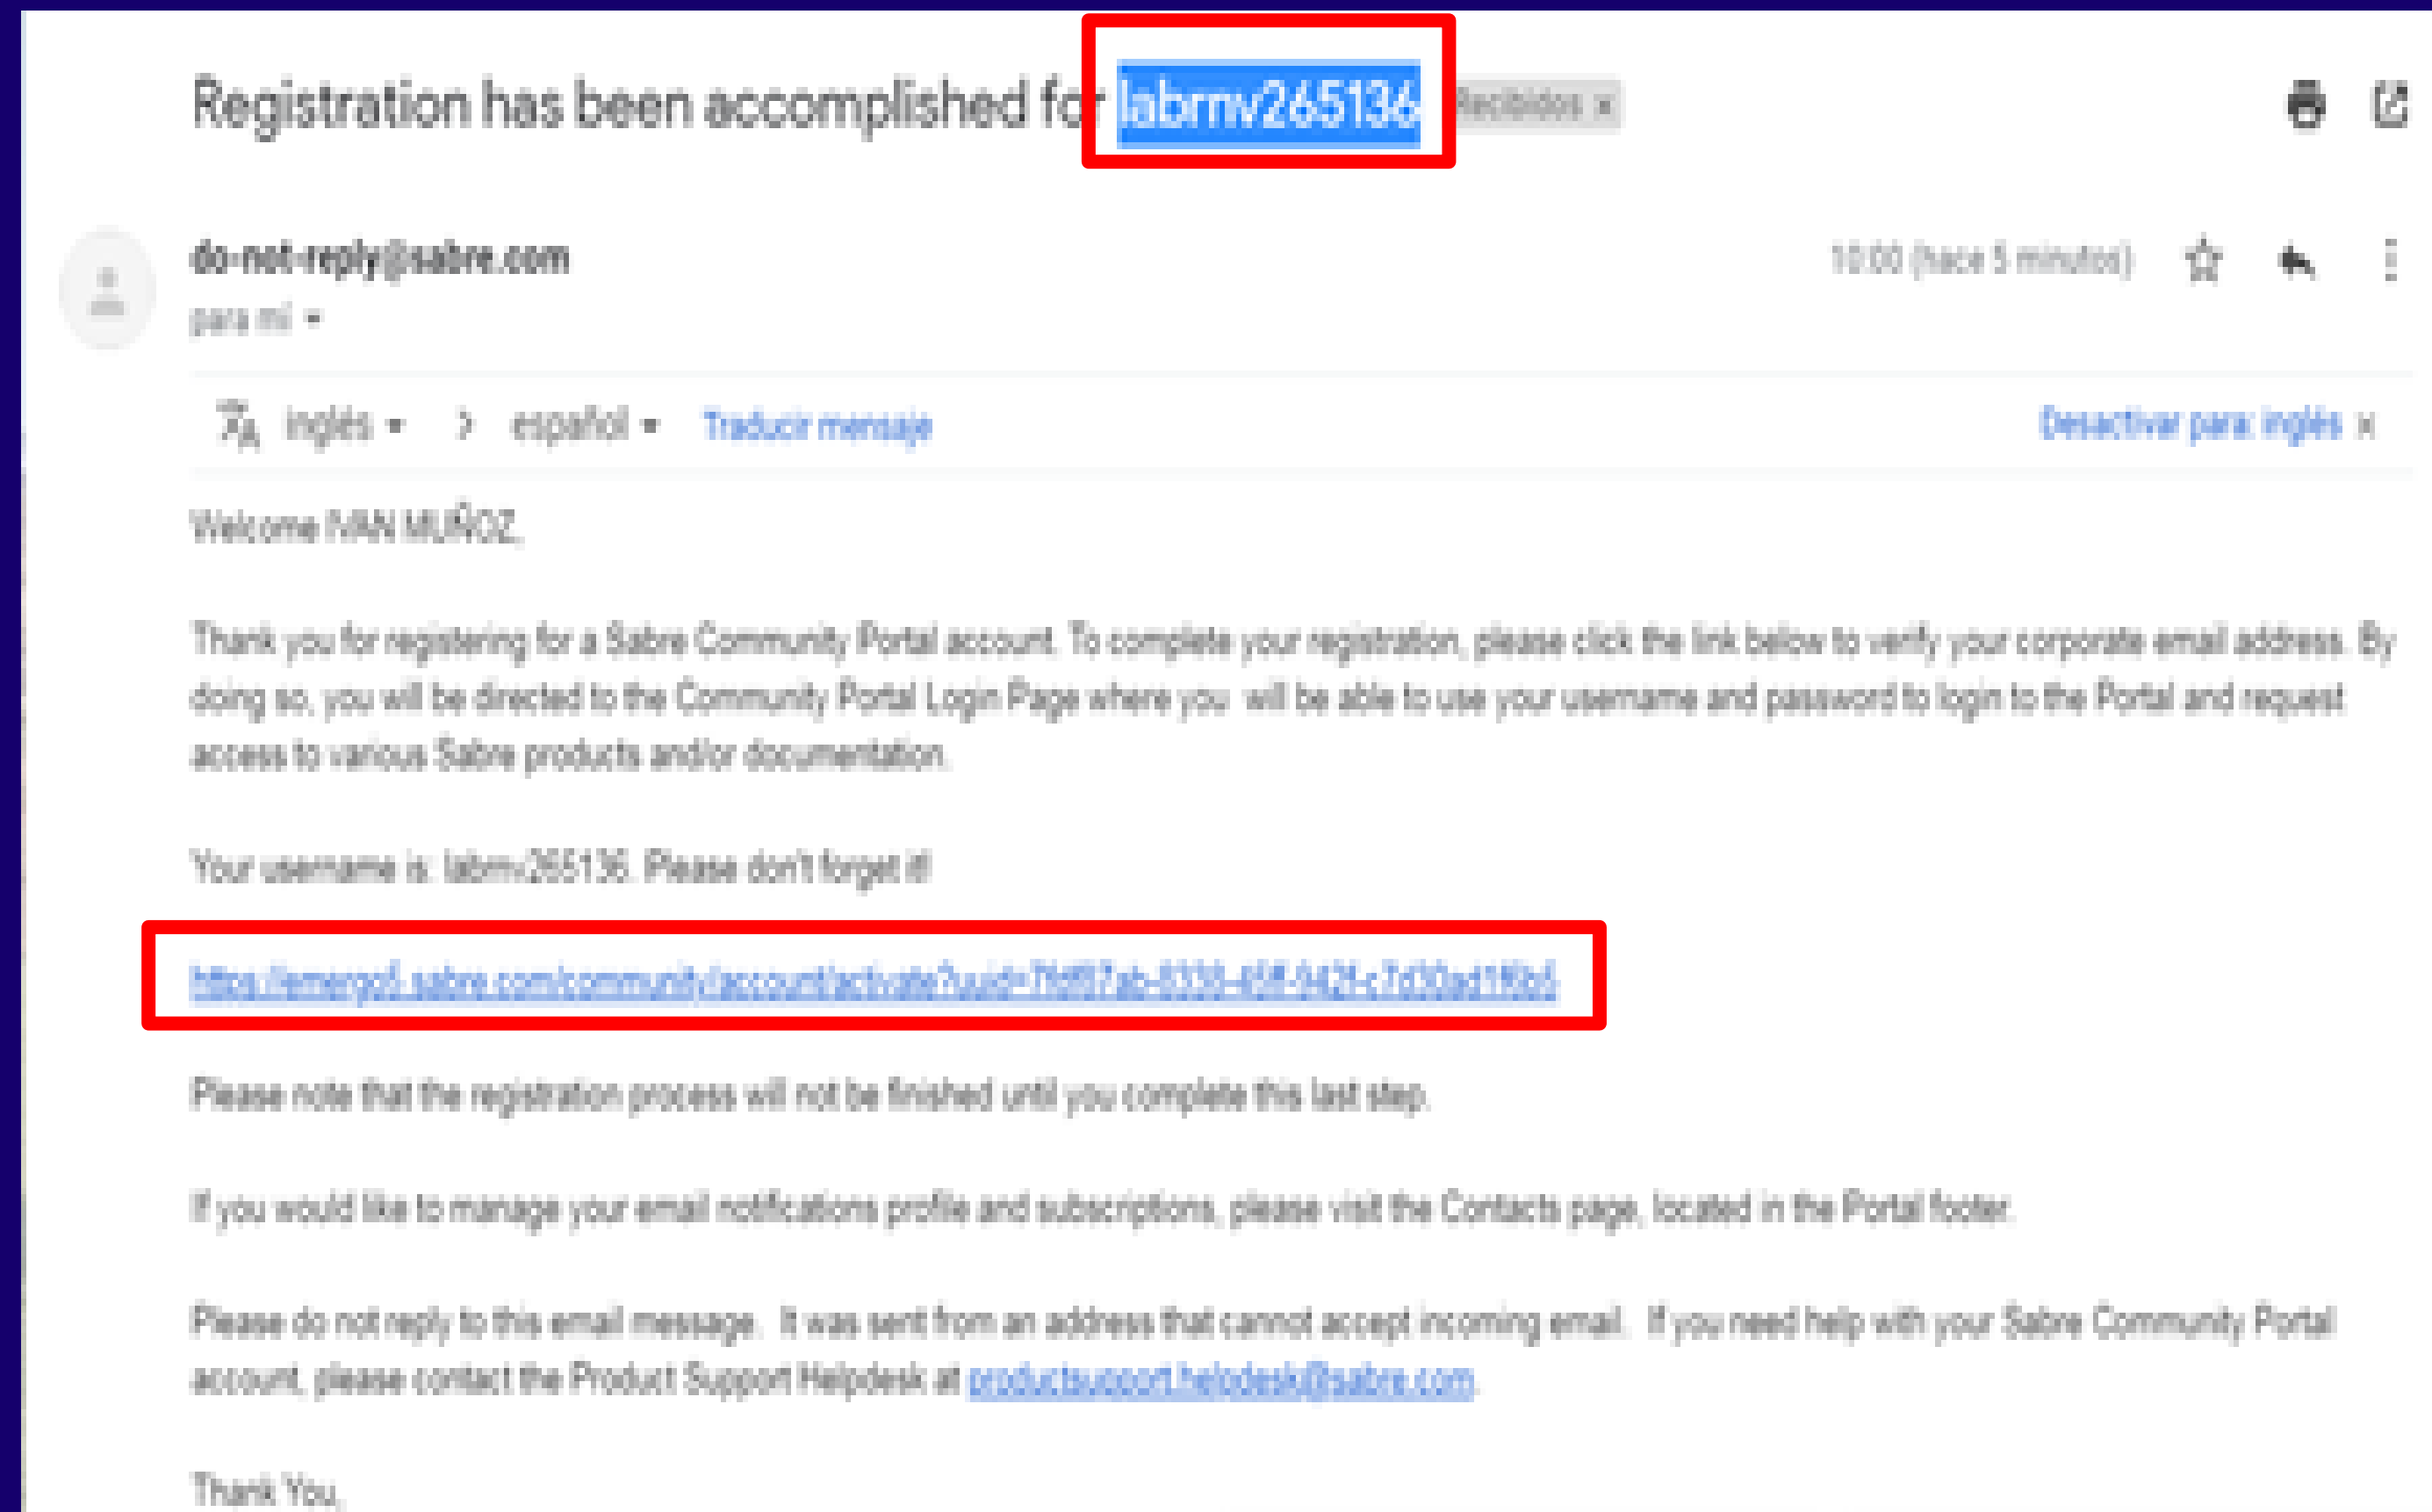 Registration has been accomplished for labrnv265136 Recibidos x
do-not-reply@sabre.com
10:00 (hace 5 minutos)
para mí
inglés > español Traducir mensaje
Desactivar para: inglés x
Welcome IVAN MUÑOZ,
Thank you for registering for a Sabre Community Portal account. To complete your registration, please click the link below to verify your corporate email address. By
doing so, you will be directed to the Community Portal Login Page where you will be able to use your username and password to login to the Portal and request
access to various Sabre products and/or documentation.
Your username is: labrnv265136. Please don't forget it!
Please note that the registration process will not be finished until you complete this last step.
If you would like to manage your email notifications profile and subscriptions, please visit the Contacts page, located in the Portal footer.
Please do not reply to this email message. It was sent from an address that cannot accept incoming email. If you need help with your Sabre Community Portal
account, please contact the Product Support Helpdesk at productsupport.helpdesk@sabre.com.
Thank You,